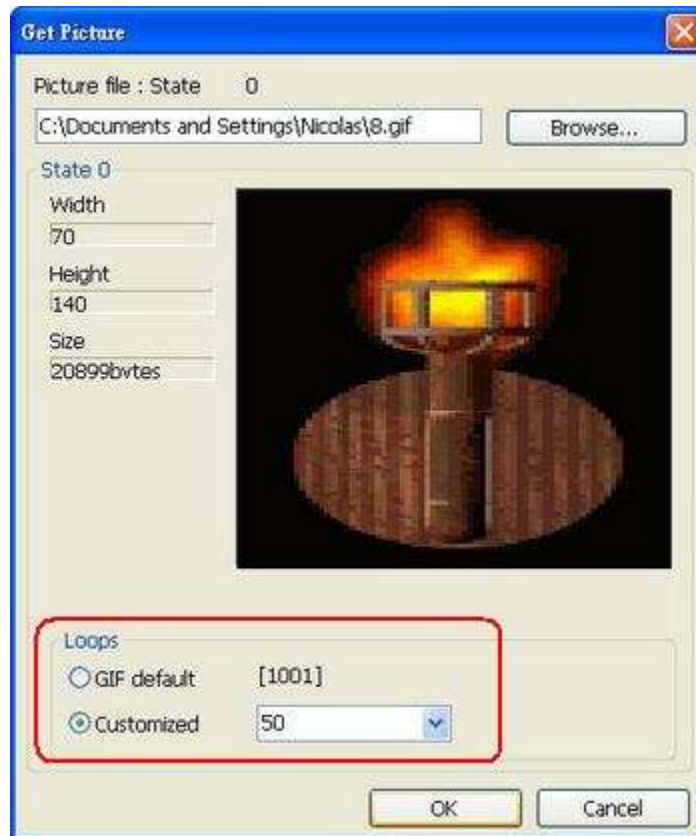 Get Picture
Picture file : State 0
C:\Documents and Settings\Nicolas\8.gif
Browse...
State 0
Width
70
Height
140
Size
20899bytes
Loops
GIF default [1001]
Customized 50
OK
Cancel